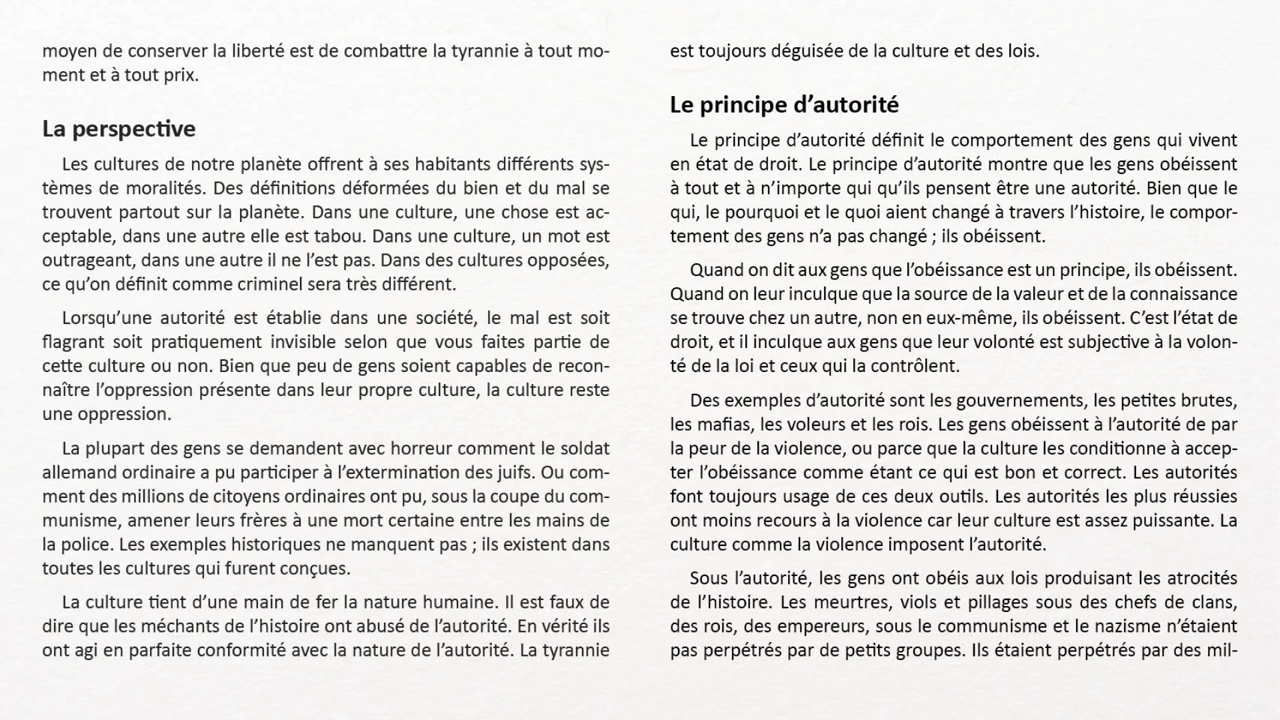 moyen de conserver la liberté est de combattre la tyrannie à tout mo-
ment et à tout prix.
La perspective
Les cultures de notre planète offrent à ses habitants différents sys-
tèmes de moralités. Des définitions déformées du bien et du mal se
trouvent partout sur la planète. Dans une culture, une chose est ac-
ceptable, dans une autre elle est tabou. Dans une culture, un mot est
outrageant, dans une autre il ne l’est pas. Dans des cultures opposées,
ce qu’on définit comme criminel sera très différent.
Lorsqu’une autorité est établie dans une société, le mal est soit
flagrant soit pratiquement invisible selon que vous faites partie de
cette culture ou non. Bien que peu de gens soient capables de recon-
naître l’oppression présente dans leur propre culture, la culture reste
une oppression.
La plupart des gens se demandent avec horreur comment le soldat
allemand ordinaire a pu participer à l’extermination des juifs. Ou com-
ment des millions de citoyens ordinaires ont pu, sous la coupe du com-
munisme, amener leurs frères à une mort certaine entre les mains de
la police. Les exemples historiques ne manquent pas ; ils existent dans
toutes les cultures qui furent conçues.
La culture tient d’une main de fer la nature humaine. Il est faux de
dire que les méchants de l’histoire ont abusé de l’autorité. En vérité ils
ont agi en parfaite conformité avec la nature de l’autorité. La tyrannie
est toujours déguisée de la culture et des lois.
Le principe d’autorité
Le principe d’autorité définit le comportement des gens qui vivent
en état de droit. Le principe d’autorité montre que les gens obéissent
à tout et à n’importe qui qu’ils pensent être une autorité. Bien que le
qui, le pourquoi et le quoi aient changé à travers l’histoire, le compor-
tement des gens n’a pas changé ; ils obéissent.
Quand on dit aux gens que l’obéissance est un principe, ils obéissent.
Quand on leur inculque que la source de la valeur et de la connaissance
se trouve chez un autre, non en eux-même, ils obéissent. C’est l’état de
droit, et il inculque aux gens que leur volonté est subjective à la volon-
té de la loi et ceux qui la contrôlent.
Des exemples d’autorité sont les gouvernements, les petites brutes,
les mafias, les voleurs et les rois. Les gens obéissent à l’autorité de par
la peur de la violence, ou parce que la culture les conditionne à accep-
ter l’obéissance comme étant ce qui est bon et correct. Les autorités
font toujours usage de ces deux outils. Les autorités les plus réussies
ont moins recours à la violence car leur culture est assez puissante. La
culture comme la violence imposent l’autorité.
Sous l’autorité, les gens ont obéis aux lois produisant les atrocités
de l’histoire. Les meurtres, viols et pillages sous des chefs de clans,
des rois, des empereurs, sous le communisme et le nazisme n’étaient
pas perpétrés par de petits groupes. Ils étaient perpétrés par des mil-